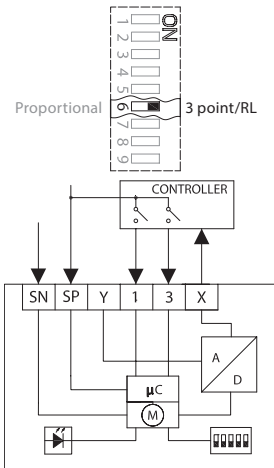 ON
1
2
3
4
5
Proportional 6 3 point/RL
7
8
9
CONTROLLER
SN SP Y 1 3 X
A
µC
D
M